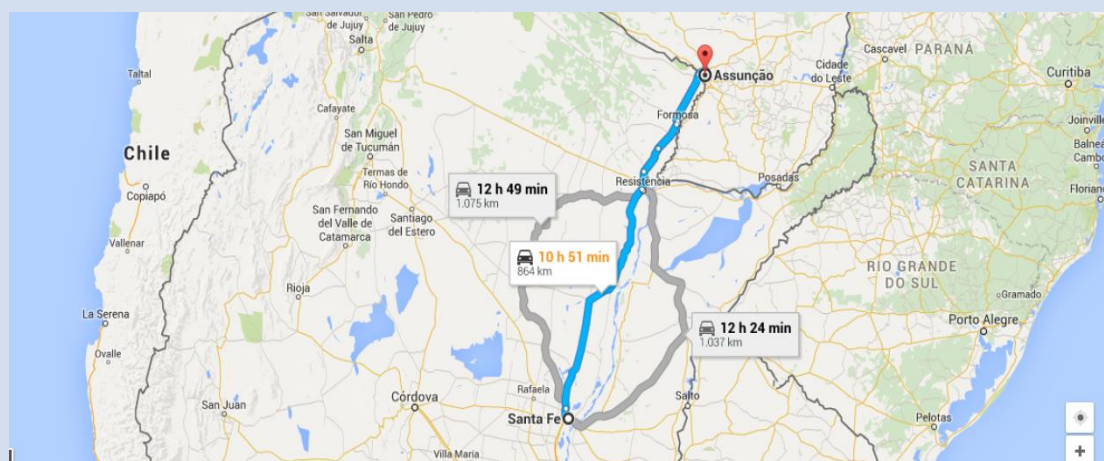 San Salvador
de Jujuy
San Pedro
de Jujuy
Salta
Taltal
Cafayate
Chile
San Miguel
de Tucumán
Copiapó
Termas de
Río Hondo
San Fernando
del Valle de
Catamarca
Santiago
del Estero
Vallenar
Rioja
La Serena
Ovalle
San Juan
Córdova
Villa María
Rafaela
Santa Fe
Assunção
Formosa
Resistência
Posadas
Cascavel
PARANÁ
Cidade
do Leste
Curitiba
Joinville
SANTA
CATARINA
RIO GRANDE
DO SUL
Gramado
Porto Alegre
Salto
Pelotas
12 h 49 min
1.075 km
10 h 51 min
864 km
12 h 24 min
1.037 km
+